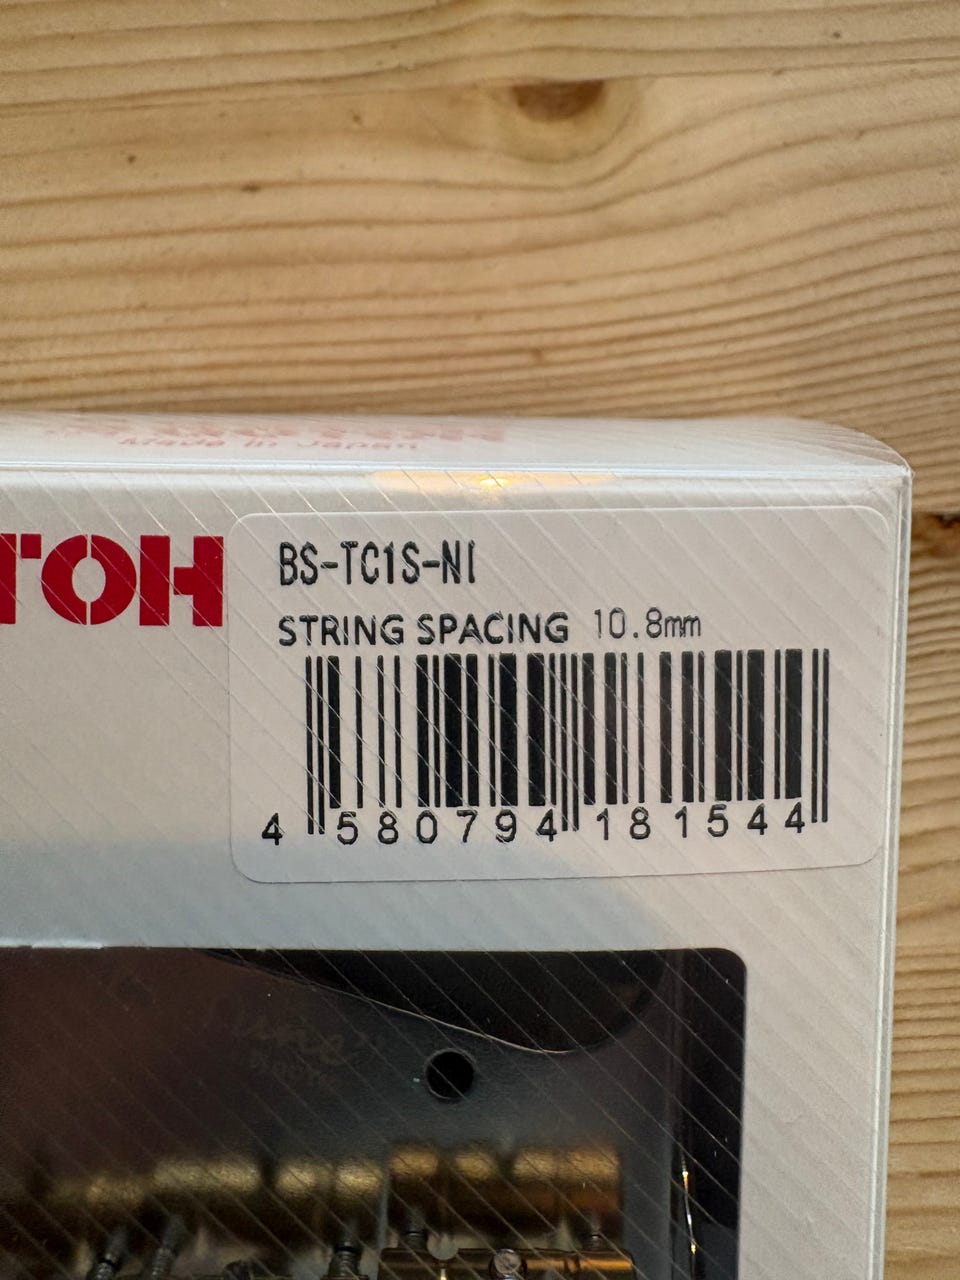 Made in Japan
TOH
BS-TC1S-NI
STRING SPACING 10.8mm
4 580794 181544